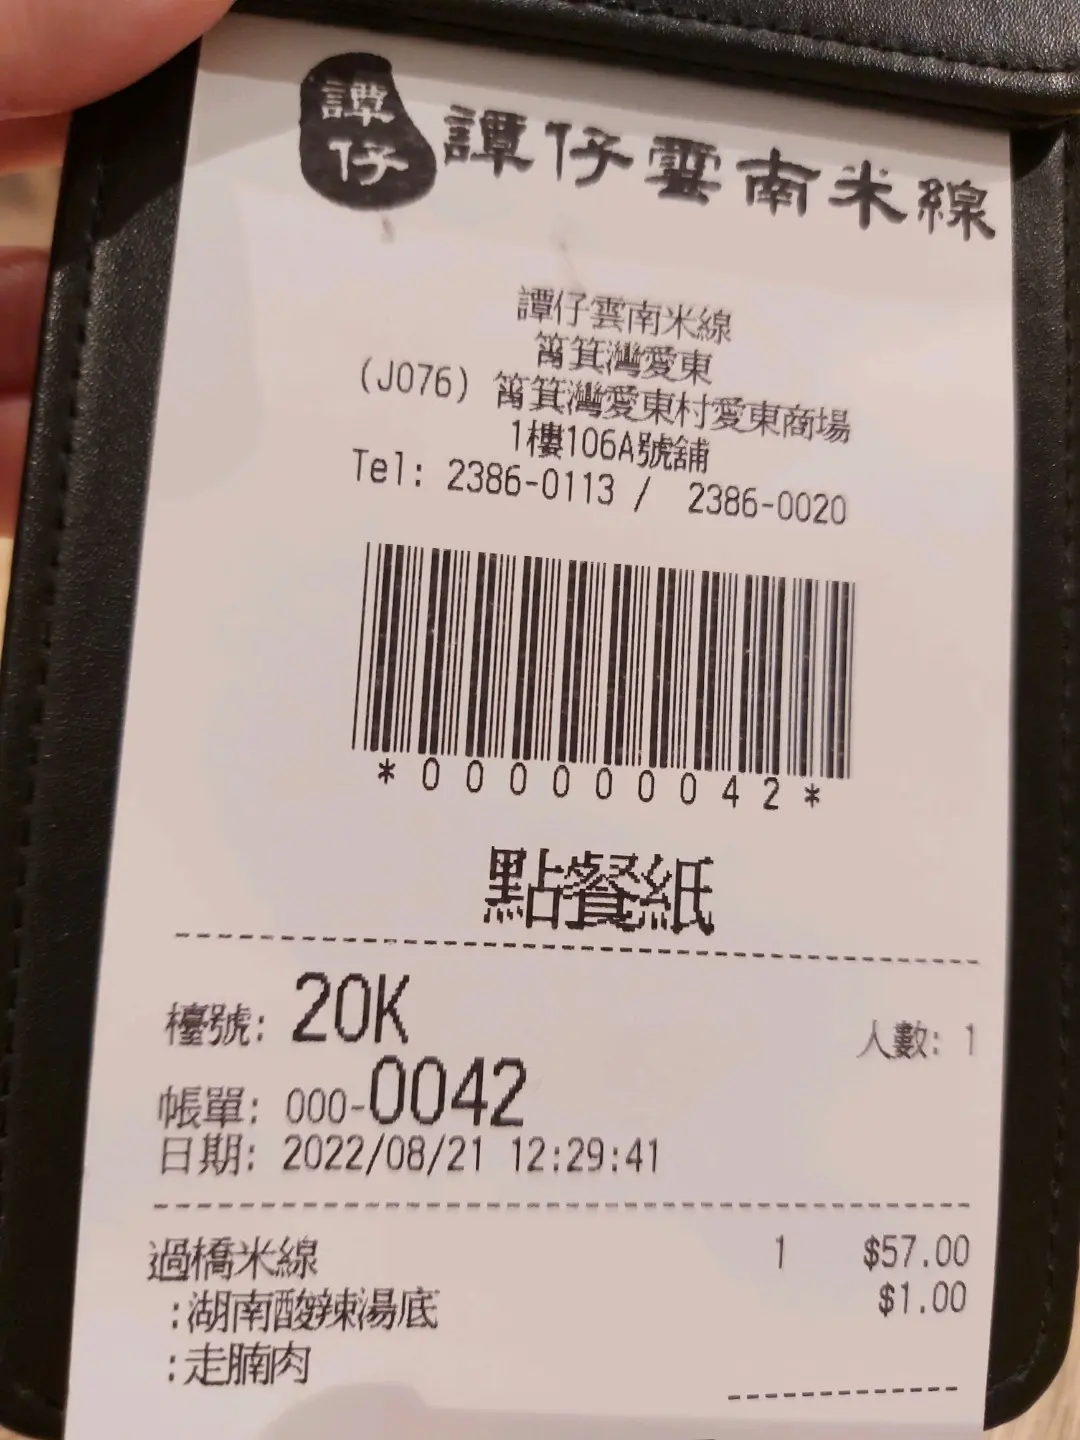 譚仔
譚仔雲南米線
譚仔雲南米線
筲箕灣愛東
(J076) 筲箕灣愛東村愛東商場
1樓106A號舖
Tel: 2386-0113 / 2386-0020
*000000042*
點餐紙
檯號: 20K
人數: 1
帳單: 000-0042
日期: 2022/08/21 12:29:41
過橋米線 1 $57.00
:湖南酸辣湯底 $1.00
:走腩肉